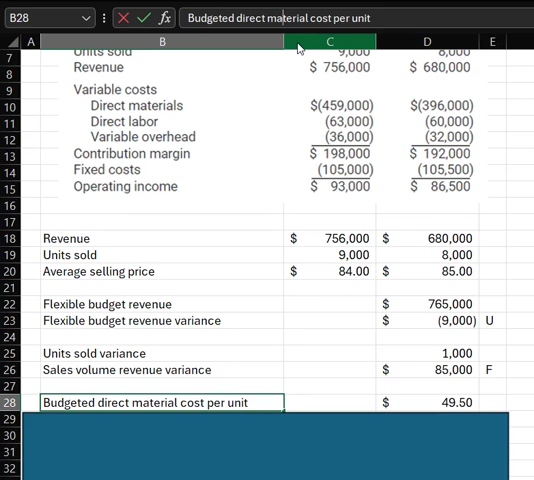 B28 Budgeted direct material cost per unit
A B C D E
7 Units sold 9,000 8,000
8 Revenue $ 756,000 $ 680,000
9 Variable costs
10 Direct materials $(459,000) $(396,000)
11 Direct labor (63,000) (60,000)
12 Variable overhead (36,000) (32,000)
13 Contribution margin $ 198,000 $ 192,000
14 Fixed costs (105,000) (105,500)
15 Operating income $ 93,000 $ 86,500
16
17
18 Revenue $ 756,000 $ 680,000
19 Units sold 9,000 8,000
20 Average selling price $ 84.00 $ 85.00
21
22 Flexible budget revenue $ 765,000
23 Flexible budget revenue variance $ (9,000) U
24
25 Units sold variance 1,000
26 Sales volume revenue variance $ 85,000 F
27
28 Budgeted direct material cost per unit $ 49.50
29
30
31
32